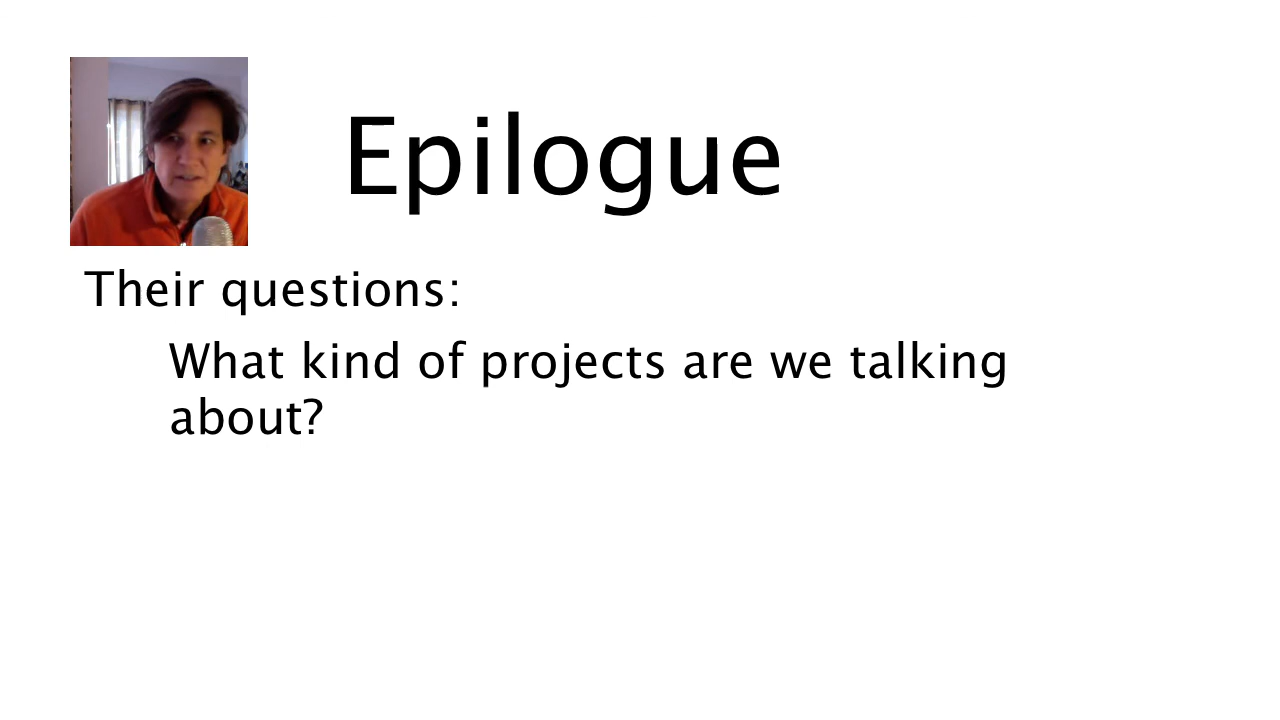 Epilogue
Their questions:
What kind of projects are we talking
about?